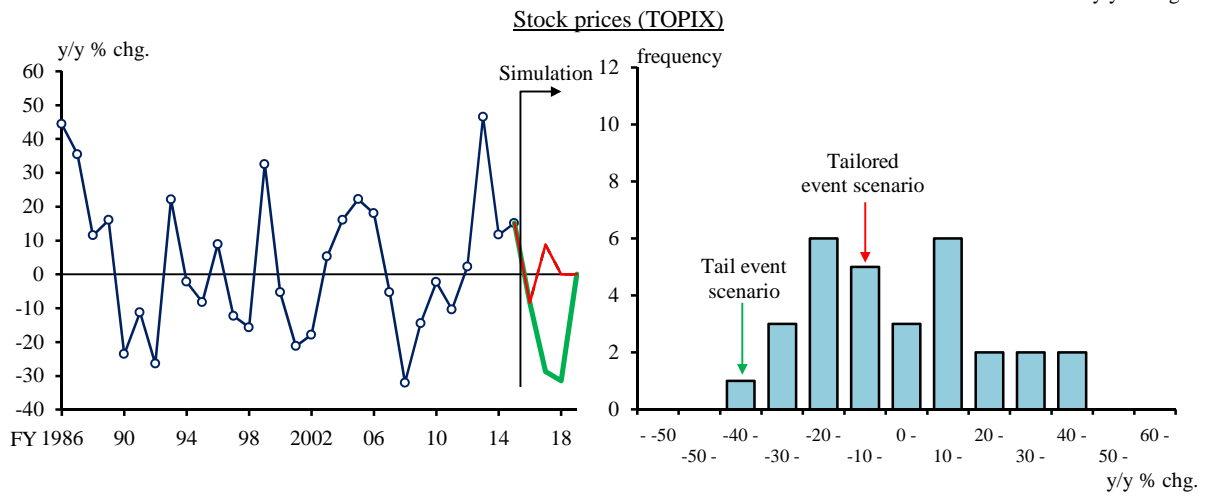 Stock prices (TOPIX)
y/y % chg.
60
50
40
30
20
10
0
-10
-20
-30
-40
Simulation
FY 1986 90 94 98 2002 06 10 14 18
frequency
12
10
8
6
4
2
0
Tailored
event scenario
Tail event
scenario
- -50 -40 - -20 - 0 - 20 - 40 - 60 -
-50 - -30 - -10 - 10 - 30 - 50 -
y/y % chg.